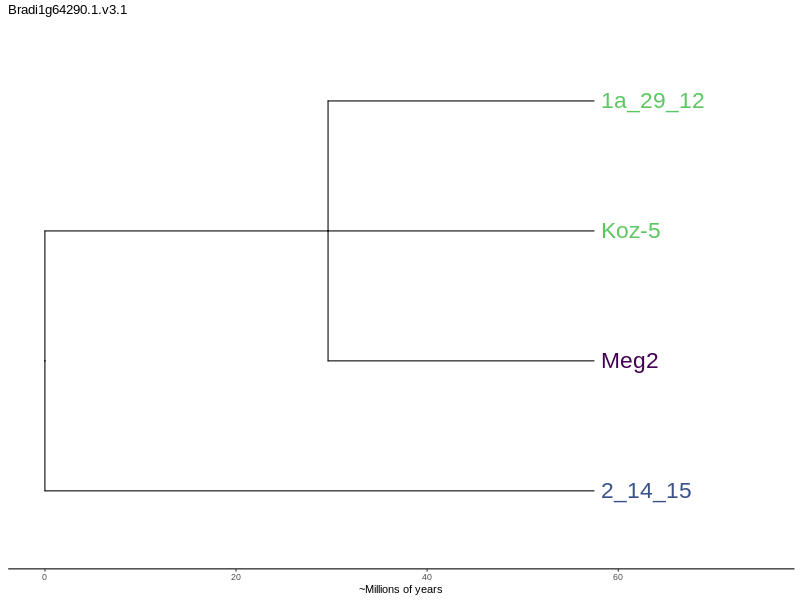 Bradi1g64290.1.v3.1
1a_29_12
Koz-5
Meg2
2_14_15
0 20 40 60
~Millions of years